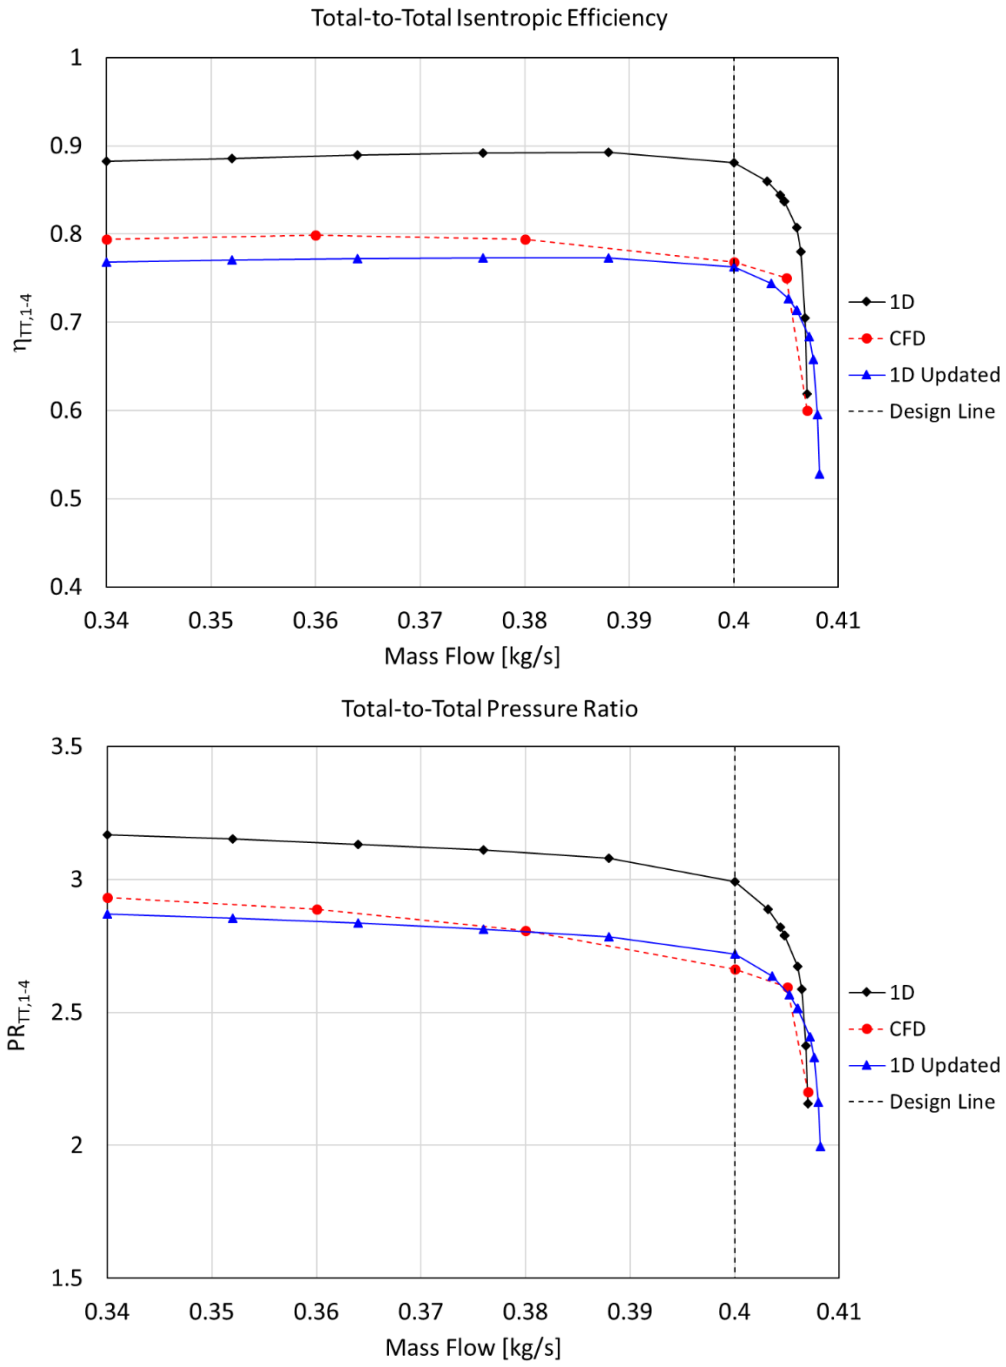 Total-to-Total Isentropic Efficiency
1
0.9
0.8
0.7
0.6
0.5
0.4
ηTT,1-4
0.34 0.35 0.36 0.37 0.38 0.39 0.4 0.41
Mass Flow [kg/s]
1D
CFD
1D Updated
Design Line
Total-to-Total Pressure Ratio
3.5
3
2.5
2
1.5
PRTT,1-4
0.34 0.35 0.36 0.37 0.38 0.39 0.4 0.41
Mass Flow [kg/s]
1D
CFD
1D Updated
Design Line